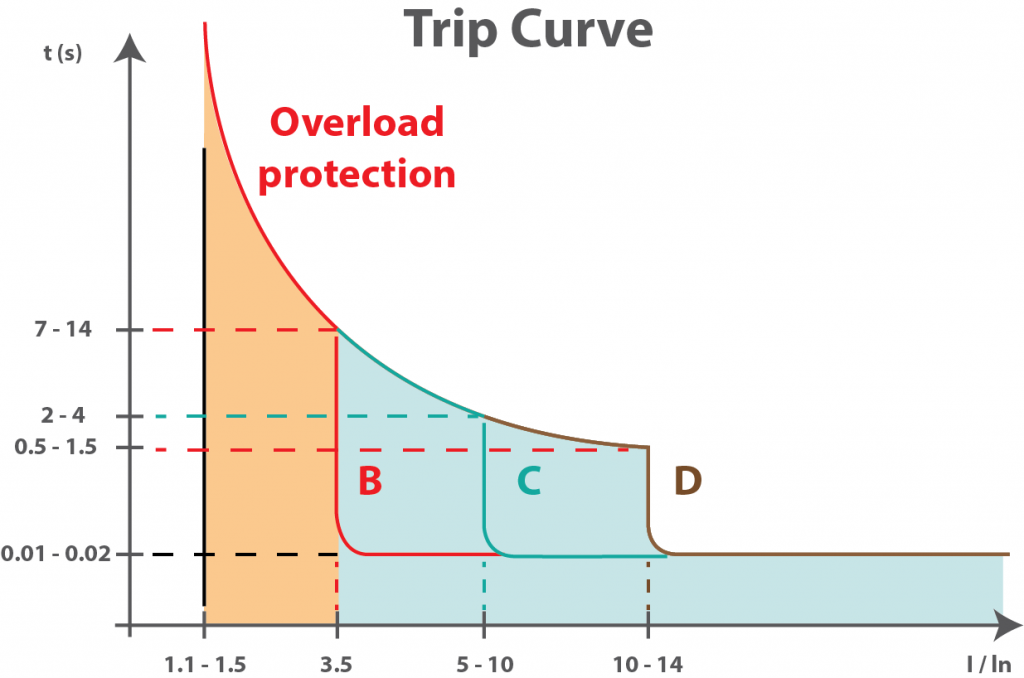 Trip Curve
t (s)
Overload
protection
7 - 14
2 - 4
0.5 - 1.5
B
C
D
0.01 - 0.02
1.1 - 1.5
3.5
5 - 10
10 - 14
I / In